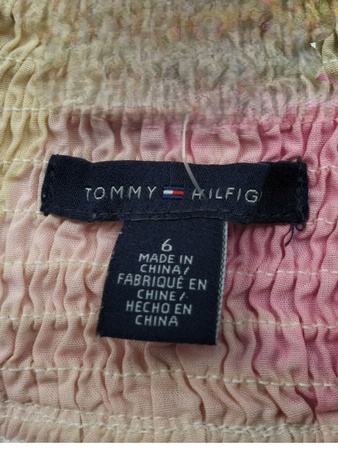 TOMMY HILFIG
6
MADE IN
CHINA/
FABRIQUÉ EN
CHINE/
HECHO EN
CHINA